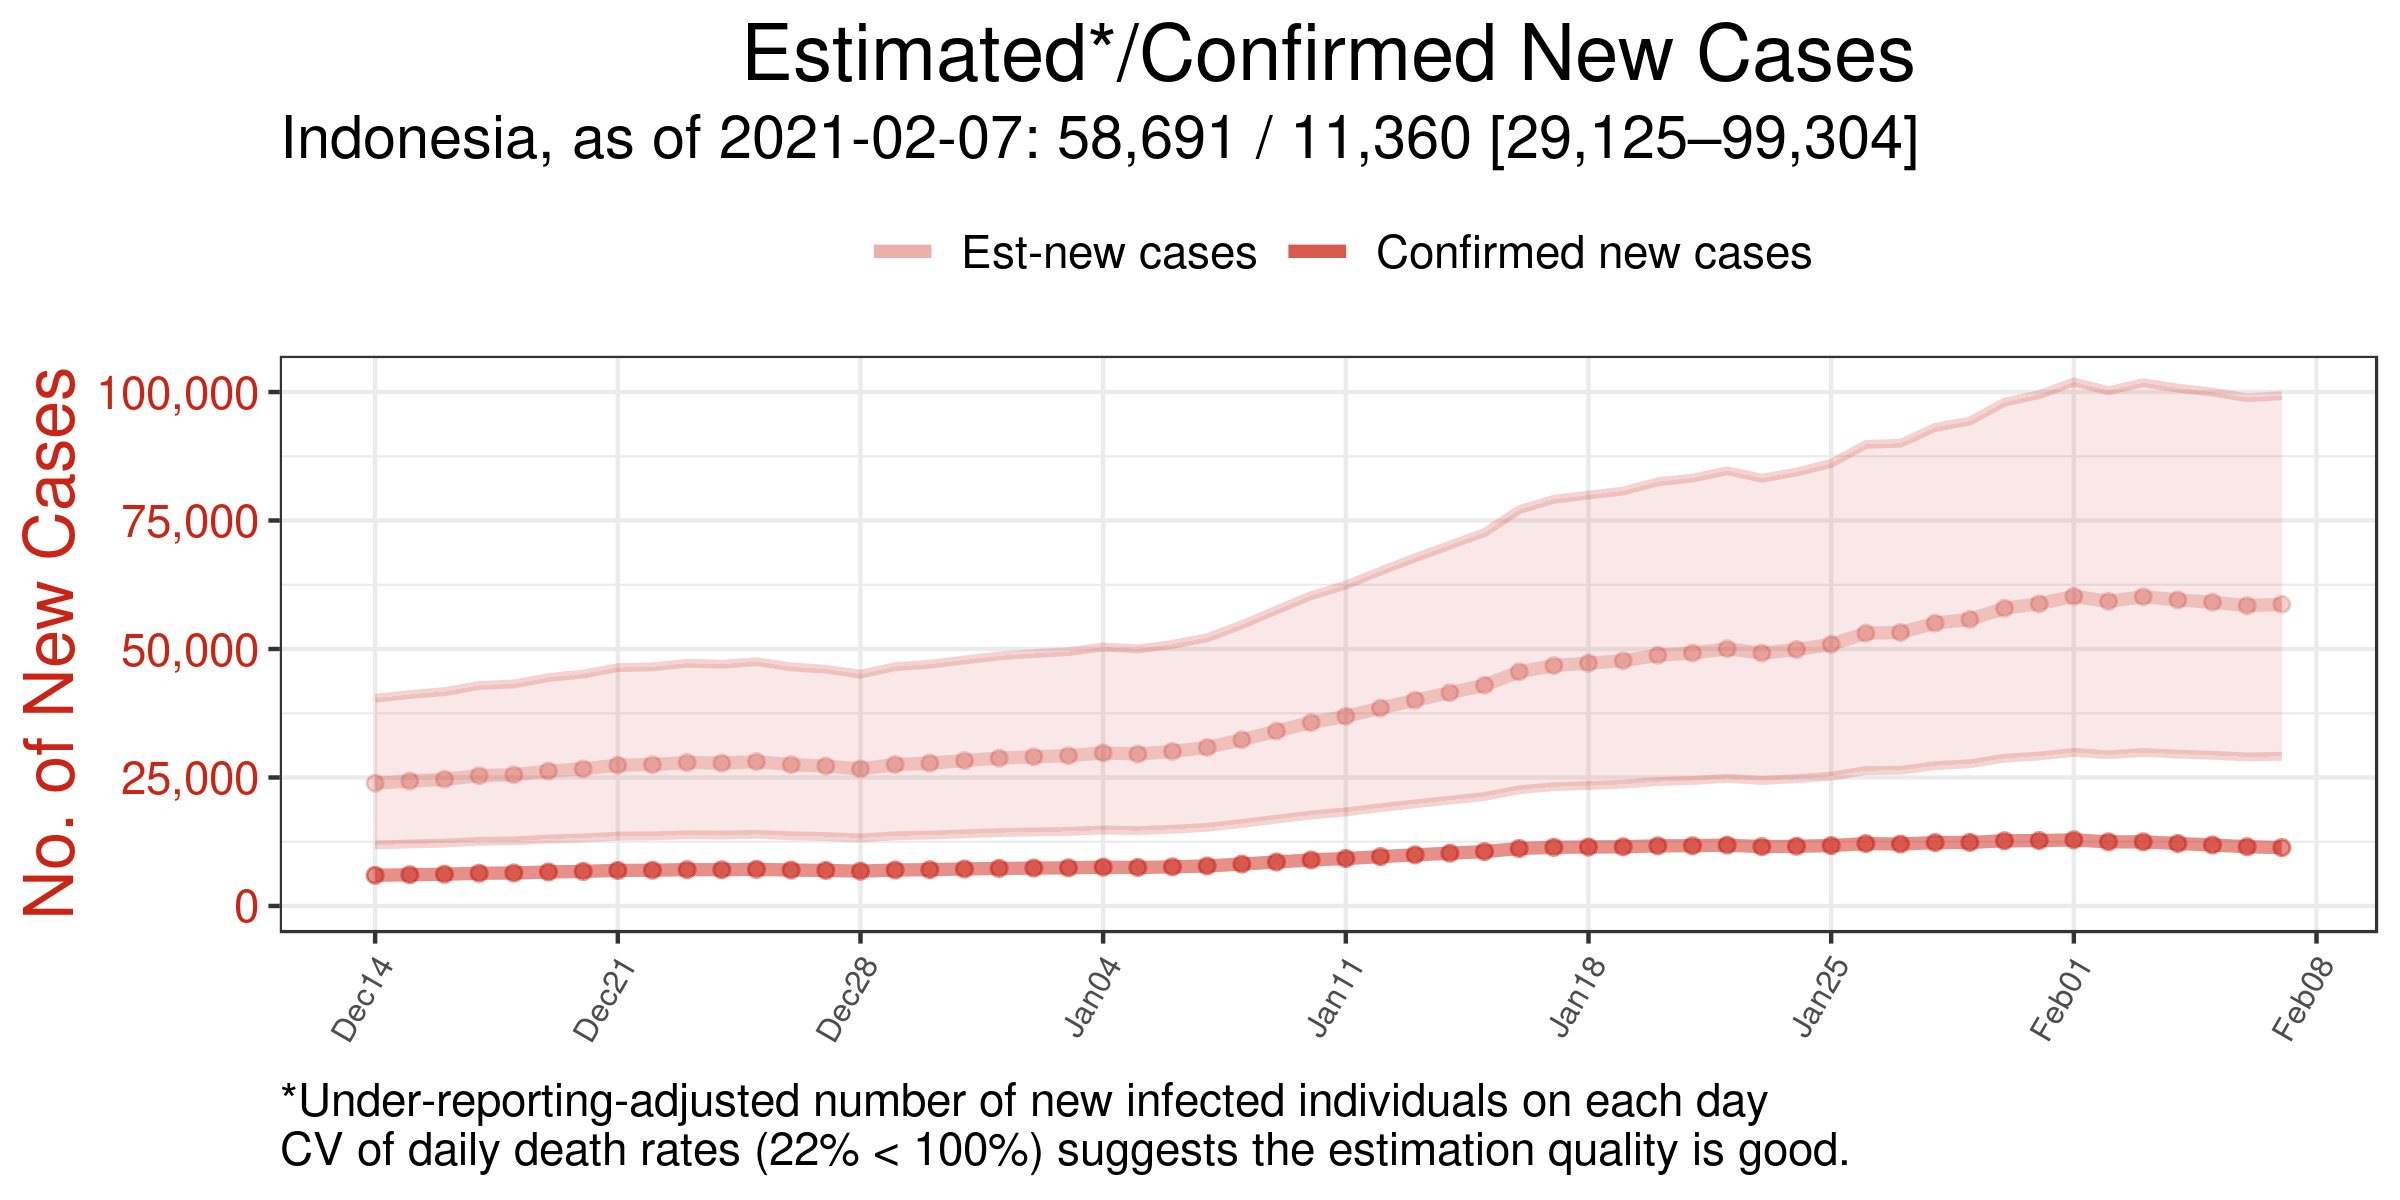 Estimated*/Confirmed New Cases
Indonesia, as of 2021-02-07: 58,691 / 11,360 [29,125–99,304]
Est-new cases Confirmed new cases
No. of New Cases
100,000
75,000
50,000
25,000
0
Dec14 Dec21 Dec28 Jan04 Jan11 Jan18 Jan25 Feb01 Feb08
*Under-reporting-adjusted number of new infected individuals on each day
CV of daily death rates (22% < 100%) suggests the estimation quality is good.